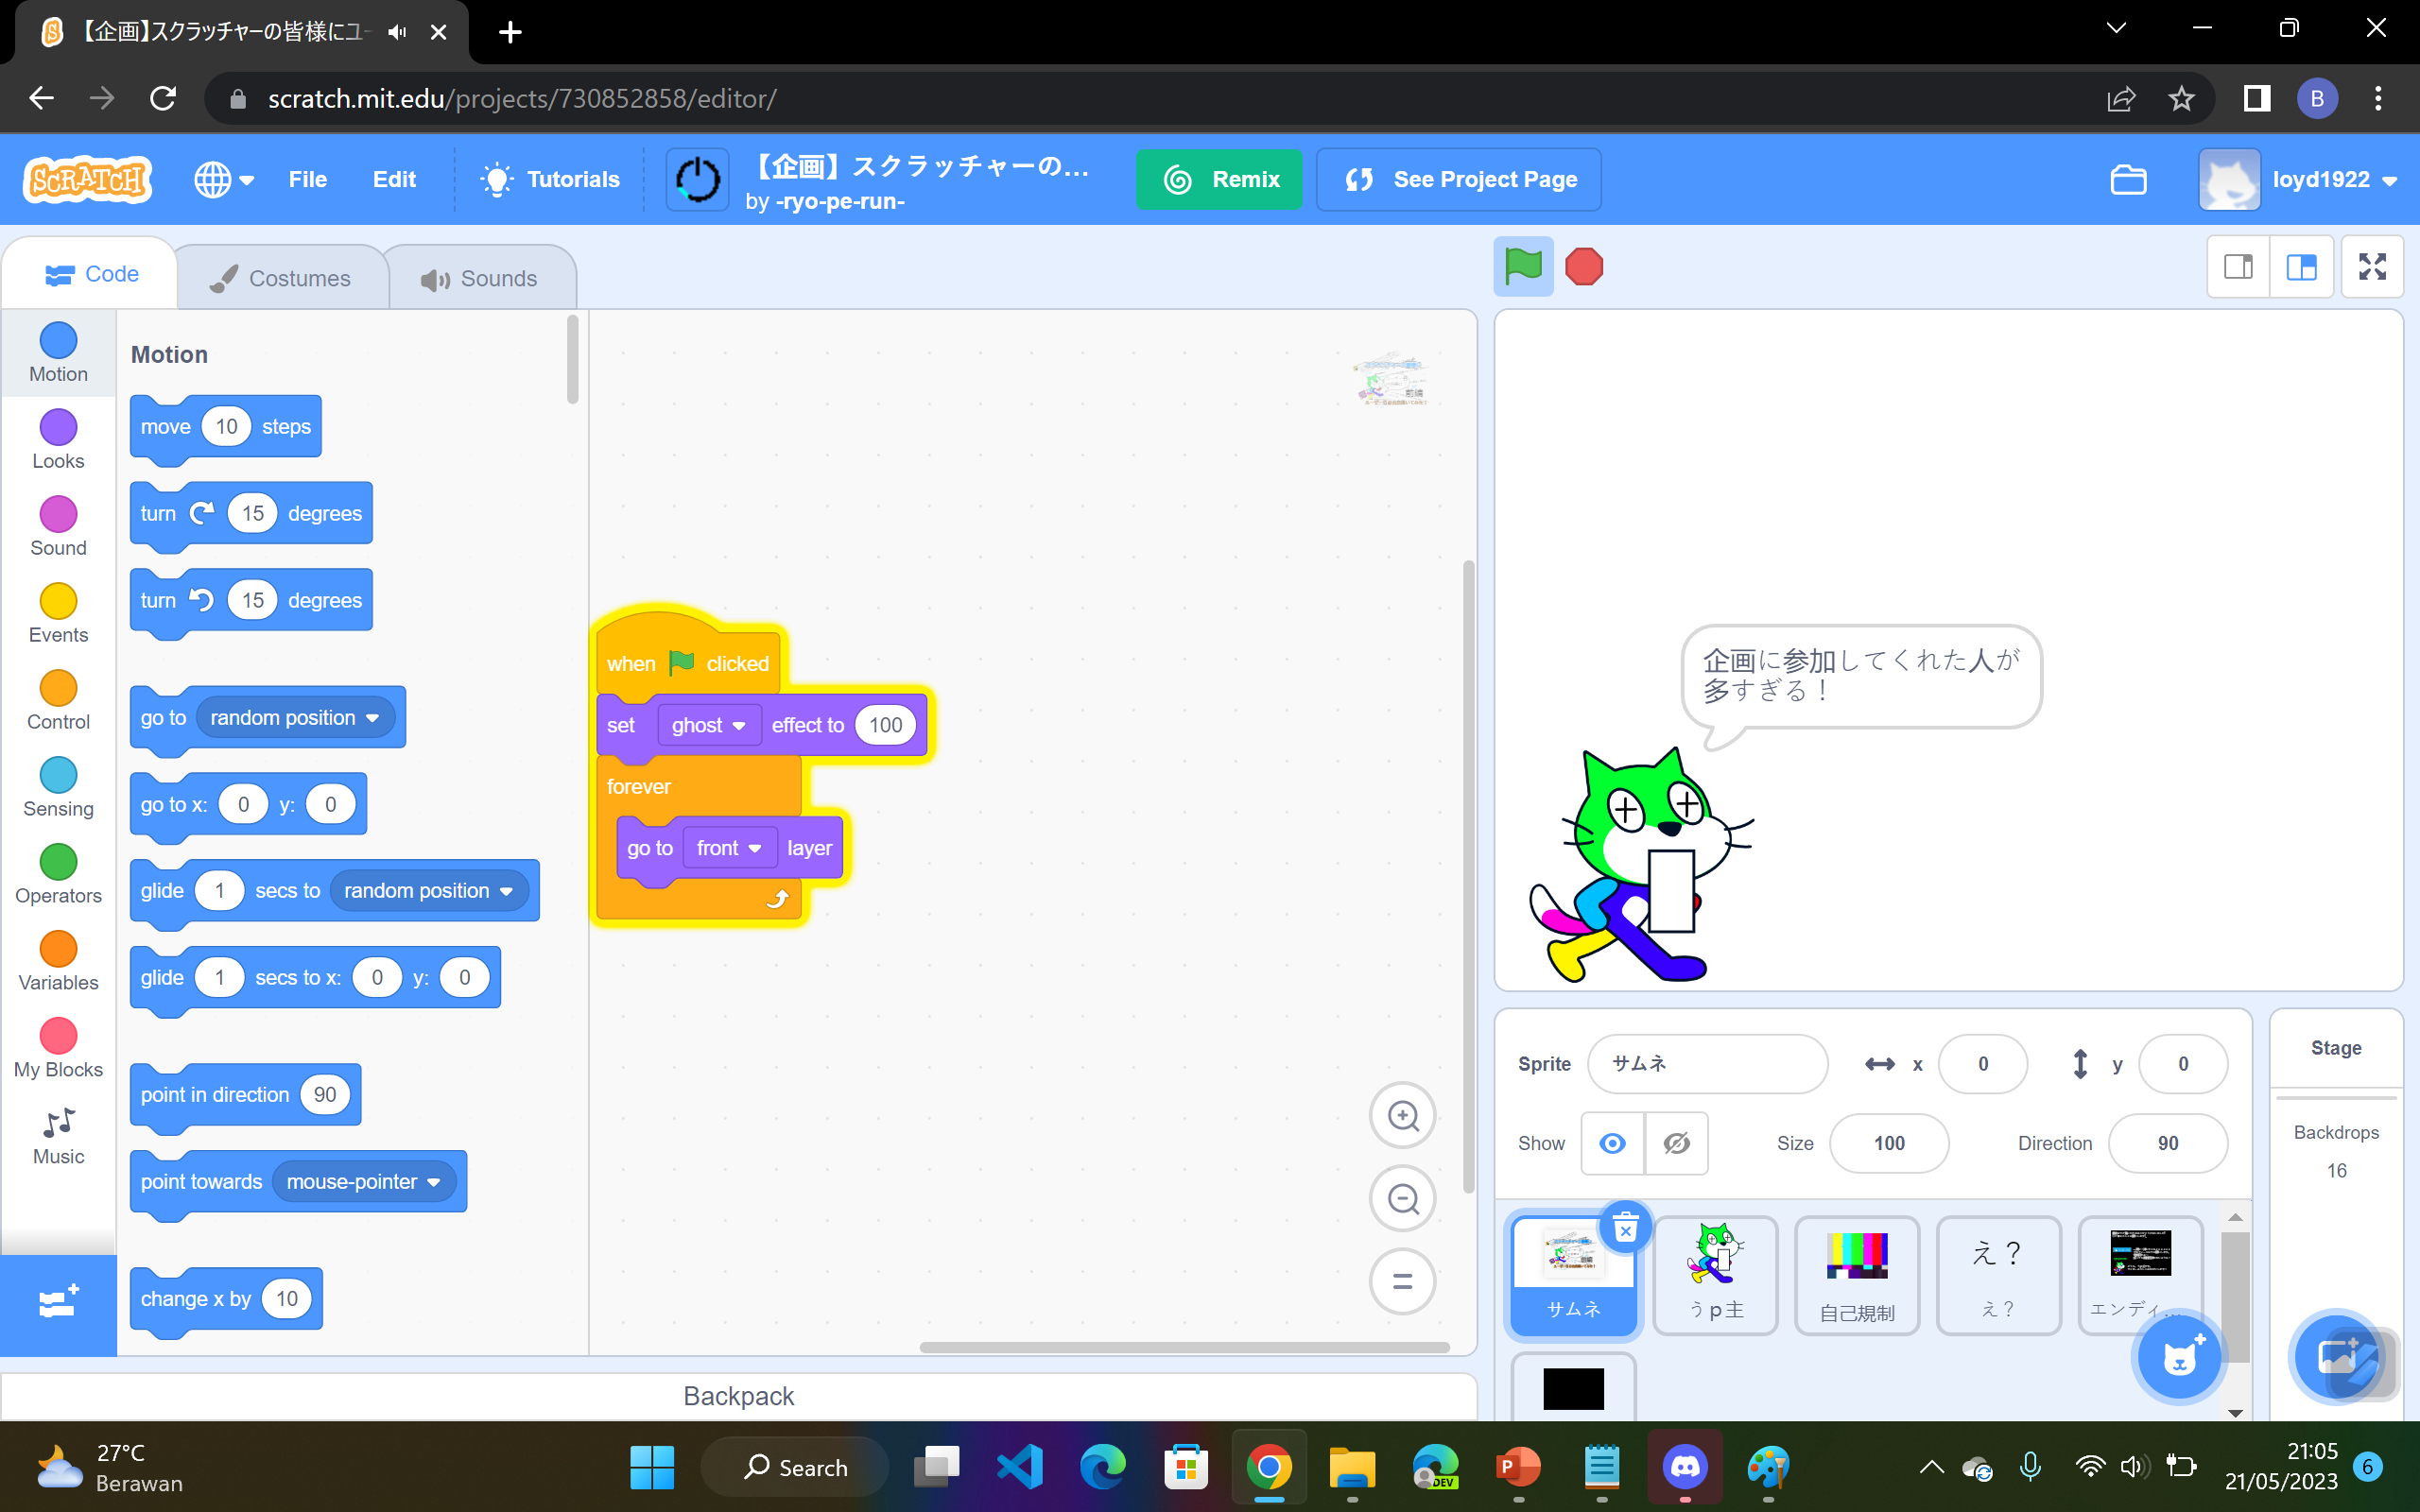 【企画】スクラッチャーの皆様にユー
scratch.mit.edu/projects/730852858/editor/
B
SCRATCH
File
Edit
Tutorials
【企画】スクラッチャーの...
by -ryo-pe-run-
Remix
See Project Page
loyd1922
Code
Costumes
Sounds
Motion
Looks
Sound
Events
Control
Sensing
Operators
Variables
My Blocks
Music
Motion
move 10 steps
turn 15 degrees
turn 15 degrees
go to random position
go to x: 0 y: 0
glide 1 secs to random position
glide 1 secs to x: 0 y: 0
point in direction 90
point towards mouse-pointer
change x by 10
when clicked
set ghost effect to 100
forever
go to front layer
Backpack
企画に参加してくれた人が
多すぎる！
Sprite サムネ x 0 y 0
Show Size 100 Direction 90
サムネ
うｐ主
自己規制
え？
え？
エンディ...
Stage
Backdrops
16
27°C
Berawan
Search
DEV
P
21:05
21/05/2023
6